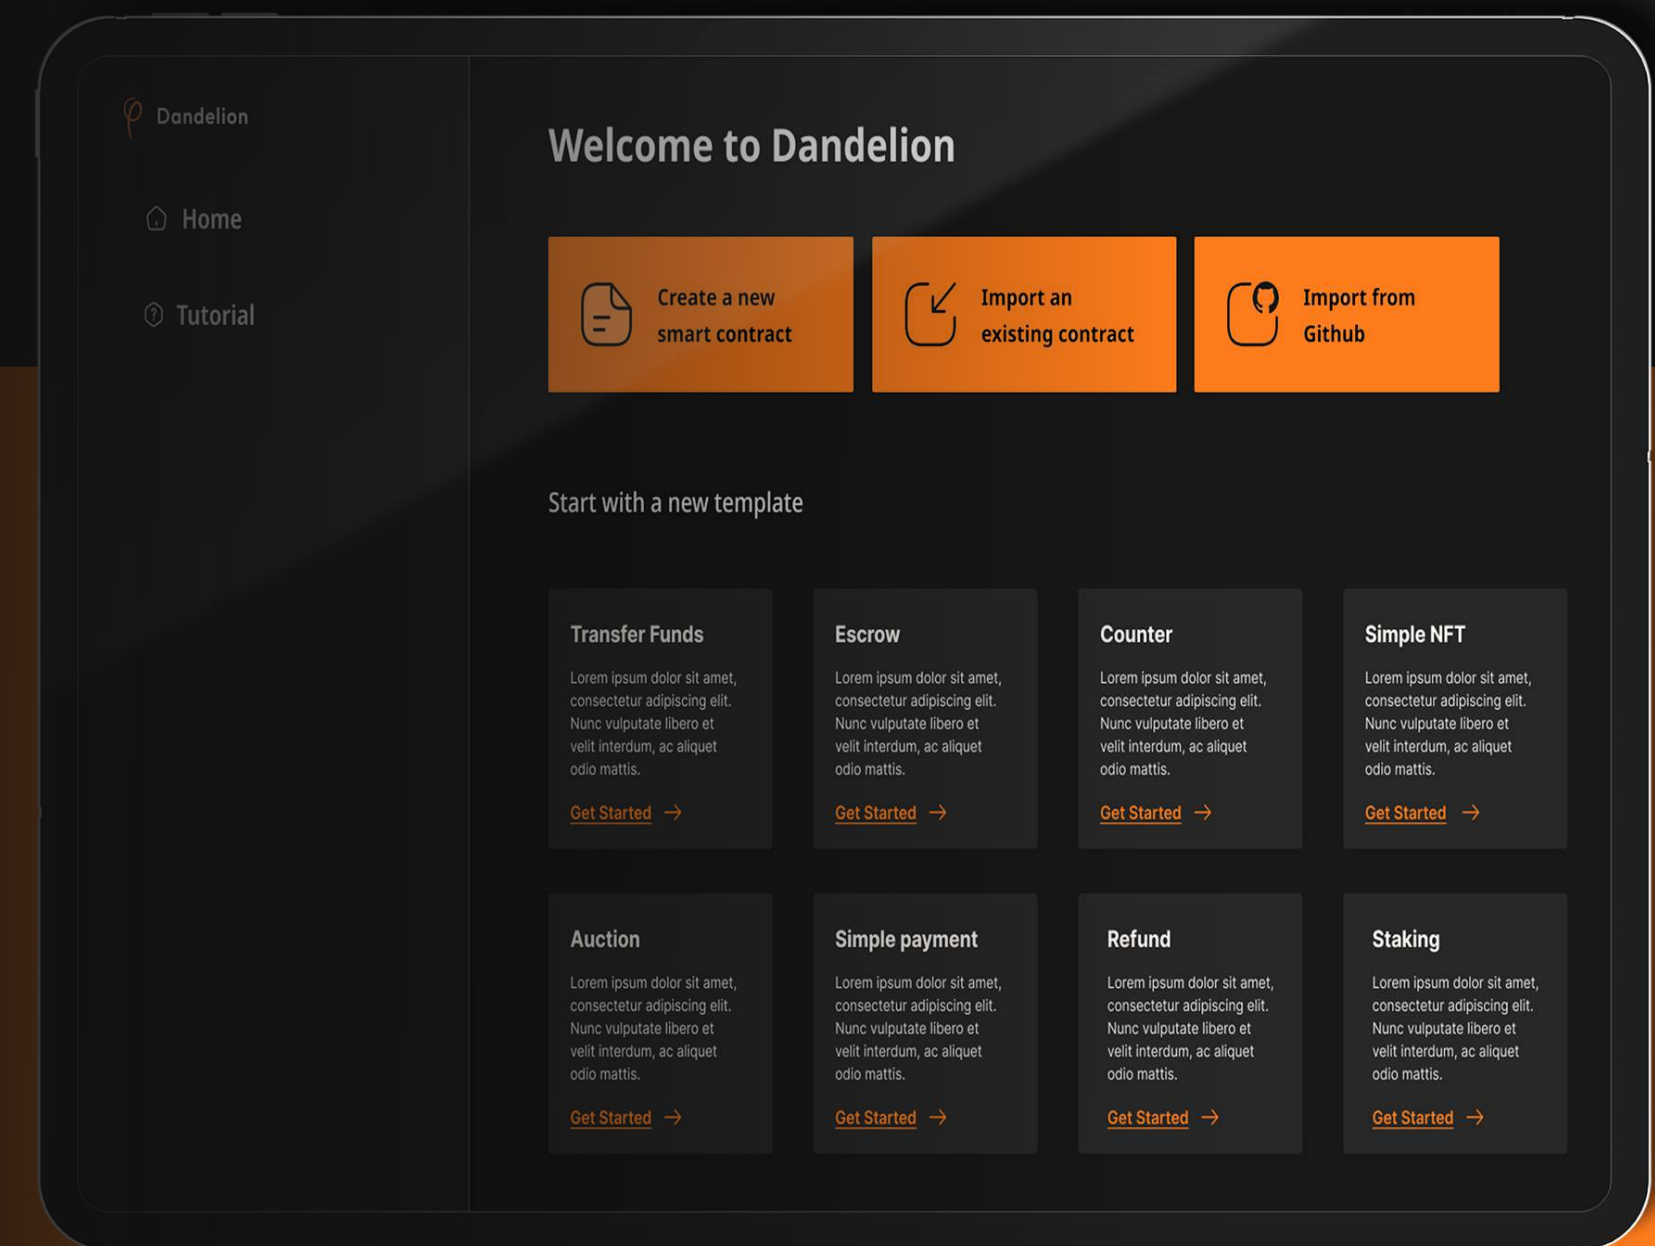 Dandelion
Home
Tutorial
Welcome to Dandelion
Create a new
smart contract
Import an
existing contract
Import from
Github
Start with a new template
Transfer Funds
Lorem ipsum dolor sit amet,
consectetur adipiscing elit.
Nunc vulputate libero et
velit interdum, ac aliquet
odio mattis.
Get Started
Escrow
Lorem ipsum dolor sit amet,
consectetur adipiscing elit.
Nunc vulputate libero et
velit interdum, ac aliquet
odio mattis.
Get Started
Counter
Lorem ipsum dolor sit amet,
consectetur adipiscing elit.
Nunc vulputate libero et
velit interdum, ac aliquet
odio mattis.
Get Started
Simple NFT
Lorem ipsum dolor sit amet,
consectetur adipiscing elit.
Nunc vulputate libero et
velit interdum, ac aliquet
odio mattis.
Get Started
Auction
Lorem ipsum dolor sit amet,
consectetur adipiscing elit.
Nunc vulputate libero et
velit interdum, ac aliquet
odio mattis.
Get Started
Simple payment
Lorem ipsum dolor sit amet,
consectetur adipiscing elit.
Nunc vulputate libero et
velit interdum, ac aliquet
odio mattis.
Get Started
Refund
Lorem ipsum dolor sit amet,
consectetur adipiscing elit.
Nunc vulputate libero et
velit interdum, ac aliquet
odio mattis.
Get Started
Staking
Lorem ipsum dolor sit amet,
consectetur adipiscing elit.
Nunc vulputate libero et
velit interdum, ac aliquet
odio mattis.
Get Started